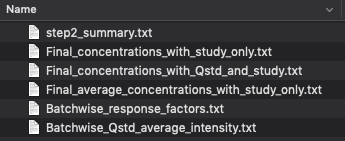 Name
step2_summary.txt
Final_concentrations_with_study_only.txt
Final_concentrations_with_Qstd_and_study.txt
Final_average_concentrations_with_study_only.txt
Batchwise_response_factors.txt
Batchwise_Qstd_average_intensity.txt